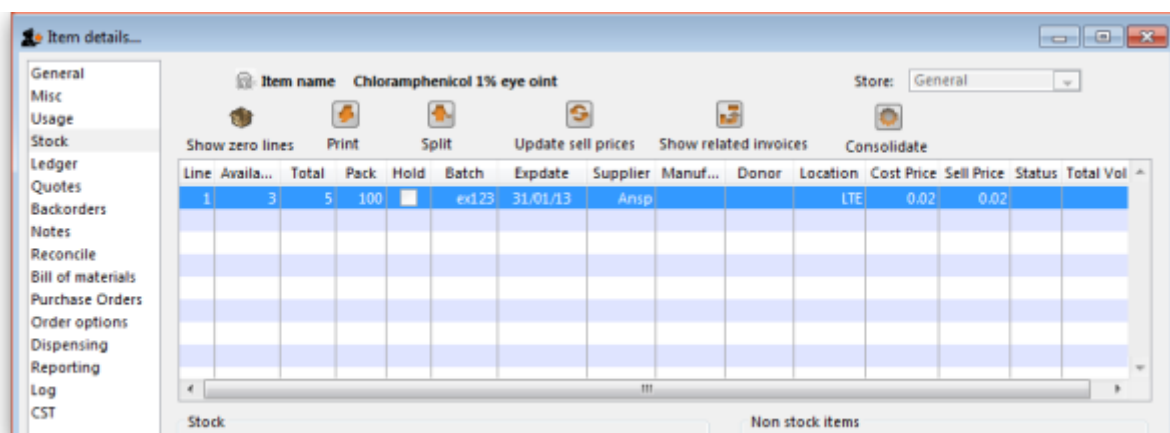 Item details...
General
Misc
Usage
Stock
Ledger
Quotes
Backorders
Notes
Reconcile
Bill of materials
Purchase Orders
Order options
Dispensing
Reporting
Log
CST
Item name Chloramphenicol 1% eye oint Store: General
Show zero lines Print Split Update sell prices Show related invoices Consolidate
Line Availa... Total Pack Hold Batch Expdate Supplier Manuf... Donor Location Cost Price Sell Price Status Total Vol
1 3 5 100 ex123 31/01/13 Ansp LTE 0.02 0.02
Stock Non stock items